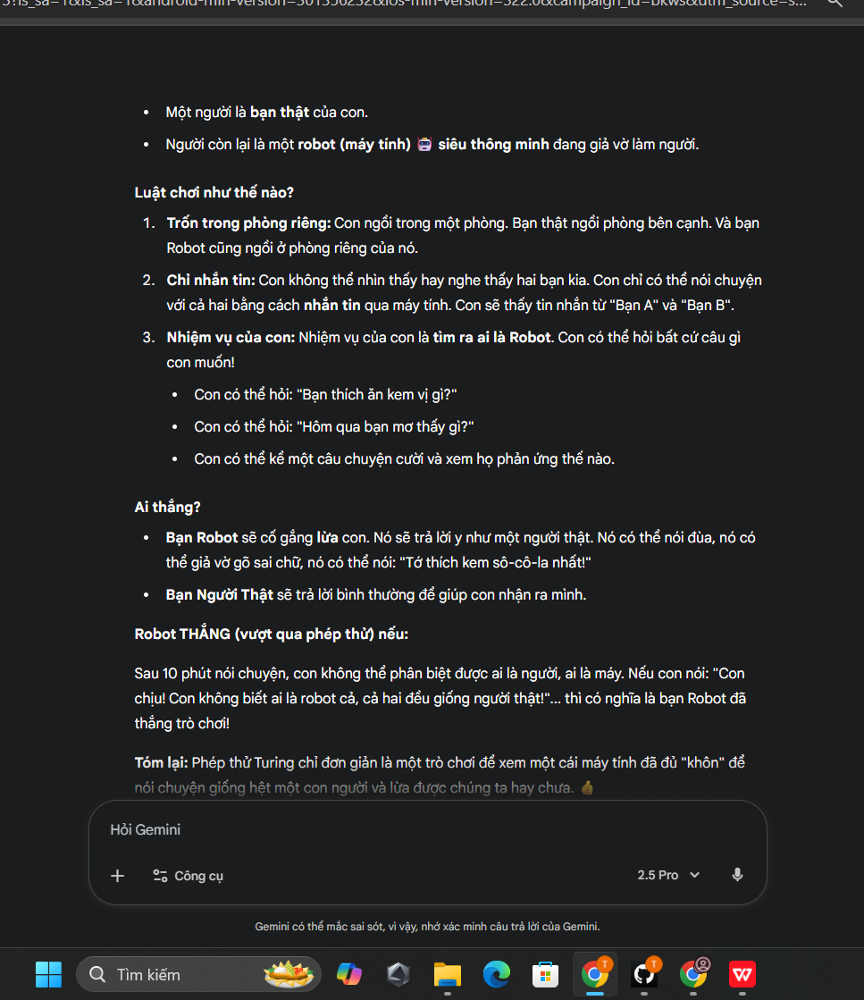 s?is_sa=1&is_sa=1&android-min-version=301356232&ios-min-version=322.0&campaign_id=bkws&utm_source=s...
• Một người là bạn thật của con.
• Người còn lại là một robot (máy tính) 🤖 siêu thông minh đang giả vờ làm người.
Luật chơi như thế nào?
1. Trốn trong phòng riêng: Con ngồi trong một phòng. Bạn thật ngồi phòng bên cạnh. Và bạn
Robot cũng ngồi ở phòng riêng của nó.
2. Chỉ nhắn tin: Con không thể nhìn thấy hay nghe thấy hai bạn kia. Con chỉ có thể nói chuyện
với cả hai bằng cách nhắn tin qua máy tính. Con sẽ thấy tin nhắn từ "Bạn A" và "Bạn B".
3. Nhiệm vụ của con: Nhiệm vụ của con là tìm ra ai là Robot. Con có thể hỏi bất cứ câu gì
con muốn!
• Con có thể hỏi: "Bạn thích ăn kem vị gì?"
• Con có thể hỏi: "Hôm qua bạn mơ thấy gì?"
• Con có thể kể một câu chuyện cười và xem họ phản ứng thế nào.
Ai thắng?
• Bạn Robot sẽ cố gắng lừa con. Nó sẽ trả lời y như một người thật. Nó có thể nói đùa, nó có
thể giả vờ gõ sai chữ, nó có thể nói: "Tớ thích kem sô-cô-la nhất!"
• Bạn Người Thật sẽ trả lời bình thường để giúp con nhận ra mình.
Robot THẮNG (vượt qua phép thử) nếu:
Sau 10 phút nói chuyện, con không thể phân biệt được ai là người, ai là máy. Nếu con nói: "Con
chịu! Con không biết ai là robot cả, cả hai đều giống người thật!"... thì có nghĩa là bạn Robot đã
thắng trò chơi!
Tóm lại: Phép thử Turing chỉ đơn giản là một trò chơi để xem một cái máy tính đã đủ "khôn" để
nói chuyện giống hệt một con người và lừa được chúng ta hay chưa. 👍
Hỏi Gemini
Công cụ
2.5 Pro
Gemini có thể mắc sai sót, vì vậy, nhớ xác minh câu trả lời của Gemini.
Tìm kiếm
T
T
W